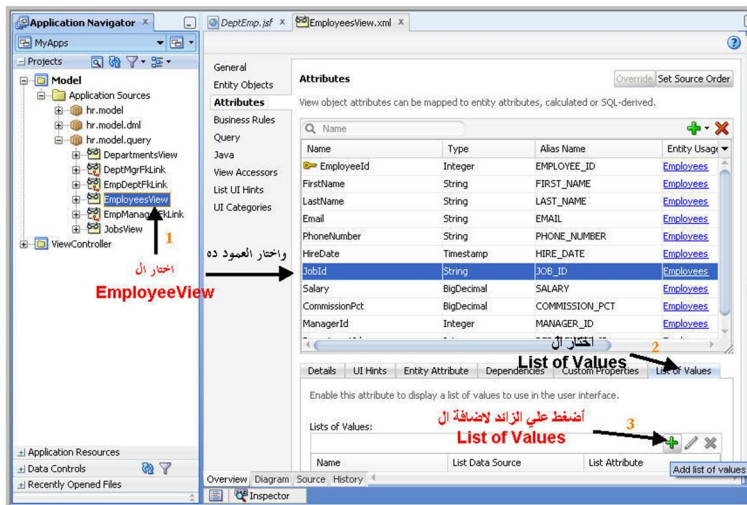 Application Navigator
DeptEmp.jsf
EmployeesView.xml
MyApps
Projects
Model
Application Sources
hr.model
hr.model.dml
hr.model.query
DepartmentsView
DeptMgrFkLink
EmpDeptFkLink
EmployeesView
EmpManagerFkLink
JobsView
ViewController
1
اختار ال
EmployeeView
واختار العمود ده
Application Resources
Data Controls
Recently Opened Files
General
Entity Objects
Attributes
Business Rules
Query
Java
View Accessors
List UI Hints
UI Categories
Attributes
Override Set Source Order
View object attributes can be mapped to entity attributes, calculated or SQL-derived.
Name
Name Type Alias Name Entity Usage
EmployeeId Integer EMPLOYEE_ID Employees
FirstName String FIRST_NAME Employees
LastName String LAST_NAME Employees
Email String EMAIL Employees
PhoneNumber String PHONE_NUMBER Employees
HireDate Timestamp HIRE_DATE Employees
JobId String JOB_ID Employees
Salary BigDecimal SALARY Employees
CommissionPct BigDecimal COMMISSION_PCT Employees
ManagerId Integer MANAGER_ID Employees
اختار ال
List of Values
2
Details UI Hints Entity Attribute Dependencies Custom Properties List of Values
Enable this attribute to display a list of values to use in the user interface.
أضغط علي الزائد لاضافة ال
List of Values
3
Lists of Values:
Name List Data Source List Attribute
Add list of values
Overview Diagram Source History
Inspector